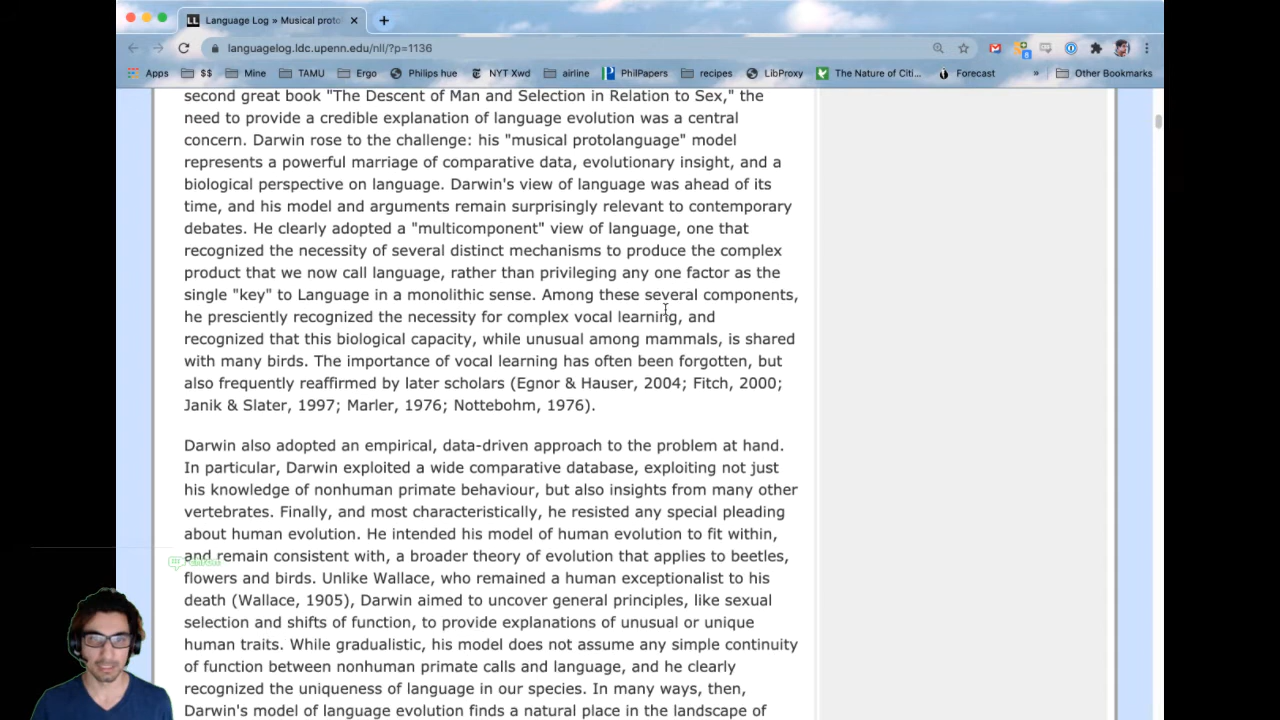 LL Language Log » Musical proto
languagelog.ldc.upenn.edu/nll/?p=1136
Apps $$ Mine TAMU Ergo Philips hue NYT Xwd airline PhilPapers recipes LibProxy The Nature of Citi... Forecast » Other Bookmarks
second great book "The Descent of Man and Selection in Relation to Sex," the
need to provide a credible explanation of language evolution was a central
concern. Darwin rose to the challenge: his "musical protolanguage" model
represents a powerful marriage of comparative data, evolutionary insight, and a
biological perspective on language. Darwin's view of language was ahead of its
time, and his model and arguments remain surprisingly relevant to contemporary
debates. He clearly adopted a "multicomponent" view of language, one that
recognized the necessity of several distinct mechanisms to produce the complex
product that we now call language, rather than privileging any one factor as the
single "key" to Language in a monolithic sense. Among these several components,
he presciently recognized the necessity for complex vocal learning, and
recognized that this biological capacity, while unusual among mammals, is shared
with many birds. The importance of vocal learning has often been forgotten, but
also frequently reaffirmed by later scholars (Egnor & Hauser, 2004; Fitch, 2000;
Janik & Slater, 1997; Marler, 1976; Nottebohm, 1976).
Darwin also adopted an empirical, data-driven approach to the problem at hand.
In particular, Darwin exploited a wide comparative database, exploiting not just
his knowledge of nonhuman primate behaviour, but also insights from many other
vertebrates. Finally, and most characteristically, he resisted any special pleading
about human evolution. He intended his model of human evolution to fit within,
and remain consistent with, a broader theory of evolution that applies to beetles,
flowers and birds. Unlike Wallace, who remained a human exceptionalist to his
death (Wallace, 1905), Darwin aimed to uncover general principles, like sexual
selection and shifts of function, to provide explanations of unusual or unique
human traits. While gradualistic, his model does not assume any simple continuity
of function between nonhuman primate calls and language, and he clearly
recognized the uniqueness of language in our species. In many ways, then,
Darwin's model of language evolution finds a natural place in the landscape of